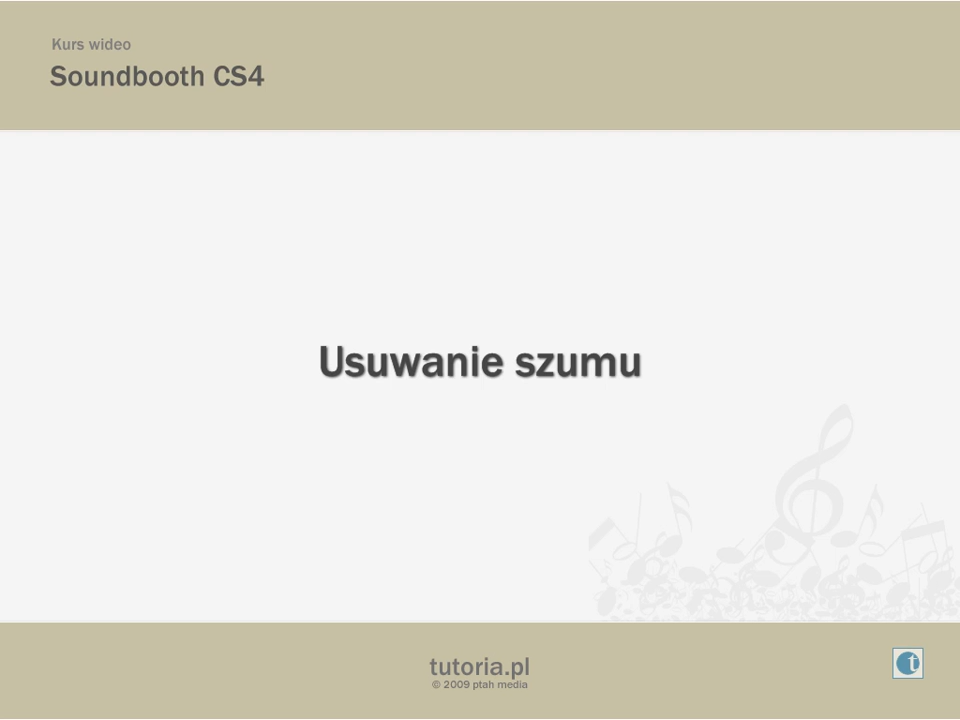 Kurs wideo
Soundbooth CS4
Usuwanie szumu
tutoria.pl
© 2009 ptah media
t